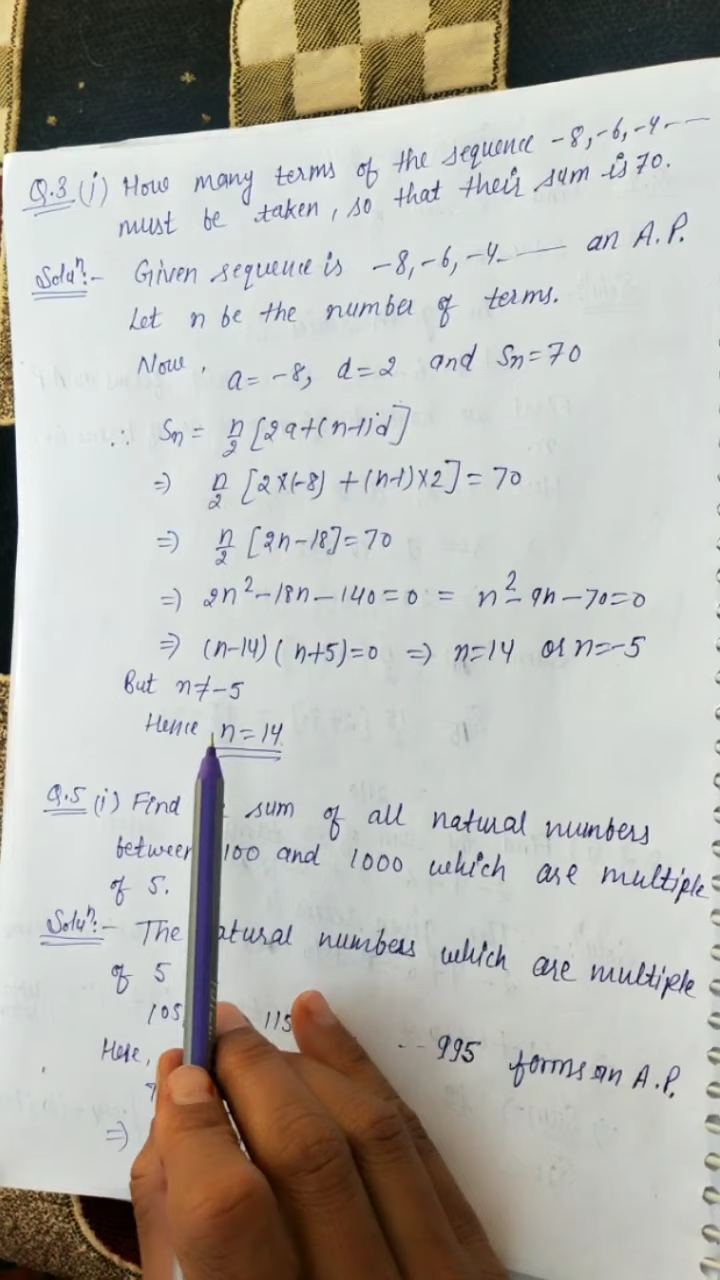 Q.3 (i) How many terms of the sequence -8, -6, -4 ---
must be taken, so that their sum is 70.
Soluⁿ:- Given sequence is -8, -6, -4 --- an A.P.
Let n be the number of terms.
Now, a = -8, d = 2 and Sn = 70
∴ Sn = n/2 [2a+(n-1)d]
⇒ n/2 [2×(-8) + (n-1)×2] = 70
⇒ n/2 [2n-18] = 70
⇒ 2n² - 18n - 140 = 0 = n² - 9n - 70 = 0
⇒ (n-14) (n+5) = 0 ⇒ n = 14 or n = -5
But n ≠ -5
Hence, n = 14.
Q.5 (i) Find sum of all natural numbers
between 100 and 1000 which are multiple
of 5.
Soluⁿ:- The natural numbers which are multiple
of 5
105, 115 -- 995 forms an A.P.
Here,
⇒